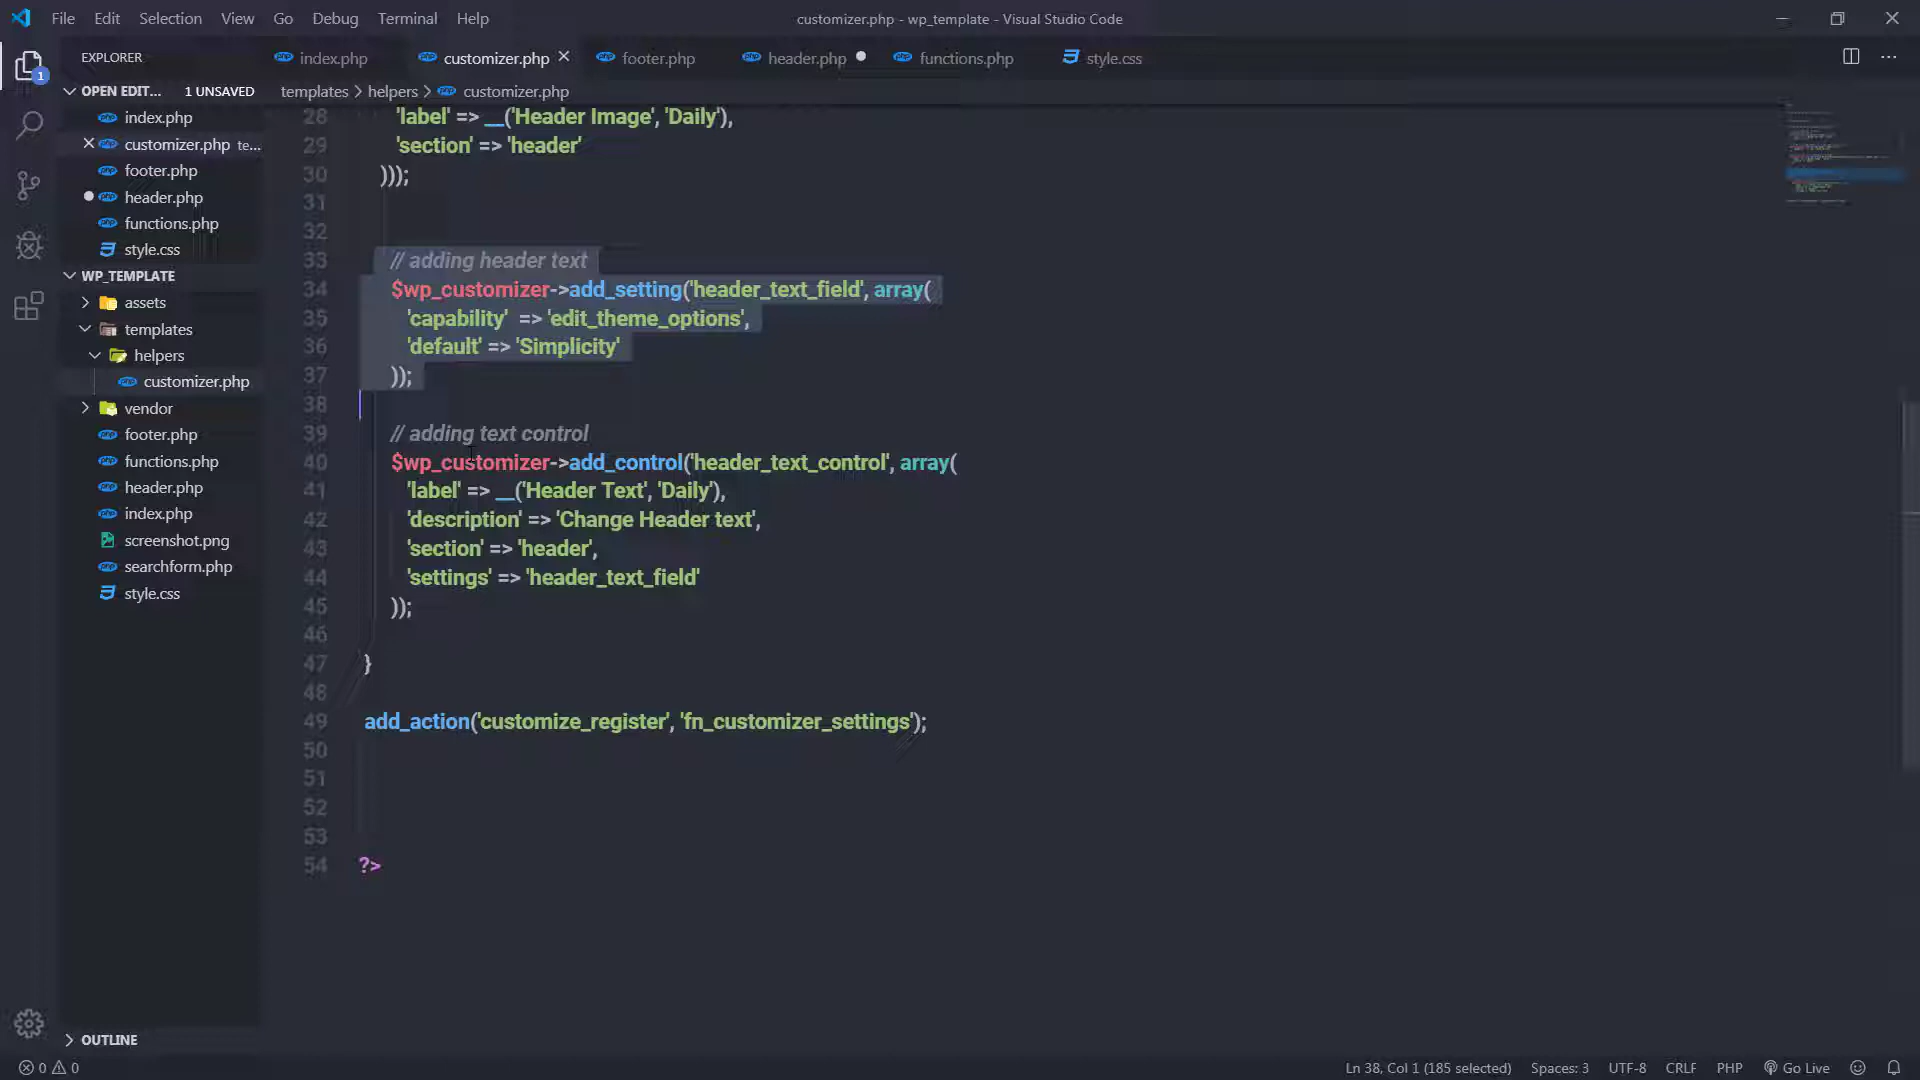 File Edit Selection View Go Debug Terminal Help
customizer.php - wp_template - Visual Studio Code
EXPLORER
index.php customizer.php footer.php header.php functions.php style.css
1
OPEN EDIT... 1 UNSAVED
templates > helpers > customizer.php
index.php
customizer.php te...
footer.php
header.php
functions.php
style.css
WP_TEMPLATE
assets
templates
helpers
customizer.php
vendor
footer.php
functions.php
header.php
index.php
screenshot.png
searchform.php
style.css
OUTLINE
28 'label' => __('Header Image', 'Daily'),
29 'section' => 'header'
30 )));
31
32
33 // adding header text
34 $wp_customizer->add_setting('header_text_field', array(
35 'capability' => 'edit_theme_options',
36 'default' => 'Simplicity'
37 ));
38
39 // adding text control
40 $wp_customizer->add_control('header_text_control', array(
41 'label' => __('Header Text', 'Daily'),
42 'description' => 'Change Header text',
43 'section' => 'header',
44 'settings' => 'header_text_field'
45 ));
46
47 }
48
49 add_action('customize_register', 'fn_customizer_settings');
50
51
52
53
54 ?>
0 0
Ln 38, Col 1 (185 selected) Spaces: 3 UTF-8 CRLF PHP Go Live